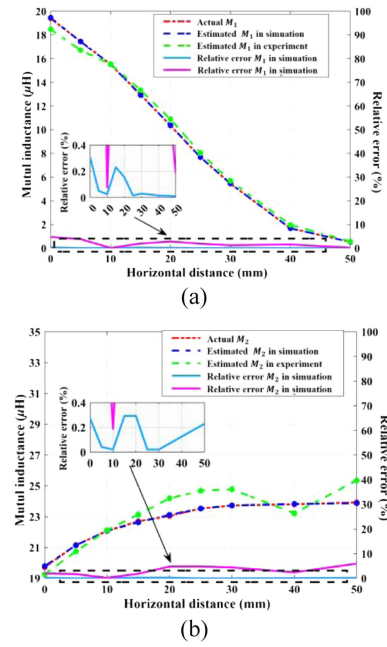 20
18
16
14
12
10
8
6
4
2
0
Mutul inductance (μH)
100
90
80
70
60
50
40
30
20
10
0
Relative error (%)
Actual M1
Estimated M1 in simuation
Estimated M1 in experiment
Relative error M1 in simuation
Relative error M1 in simuation
0.4
0.2
0
Relative error (%)
0 10 20 30 40 50
0 10 20 30 40 50
Horizontal distance (mm)
(a)
35
33
31
29
27
25
23
21
19
Mutul inductance (μH)
100
90
80
70
60
50
40
30
20
10
0
Relative error (%)
Actual M2
Estimated M2 in simuation
Estimated M2 in experiment
Relative error M2 in simuation
Relative error M2 in simuation
0.4
0.2
0
Relative error (%)
0 10 20 30 40 50
0 10 20 30 40 50
Horizontal distance (mm)
(b)